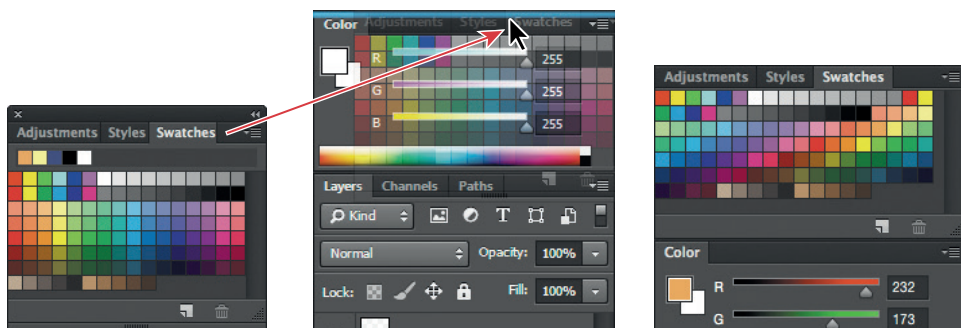 Adjustments Styles Swatches
Color Adjustments Styles Swatches
R 255
G 255
B 255
Layers Channels Paths
Kind T
Normal Opacity: 100%
Lock: Fill: 100%
Adjustments Styles Swatches
Color
R 232
G 173